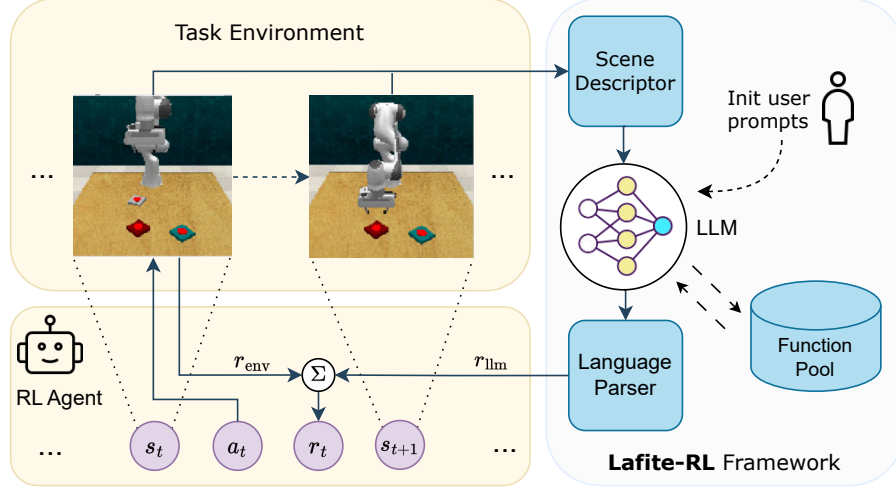 Task Environment
...
...
Scene
Descriptor
Init user
prompts
LLM
Function
Pool
Language
Parser
Lafite-RL Framework
RL Agent
r_env
Σ
r_llm
...
s_t
a_t
r_t
s_{t+1}
...